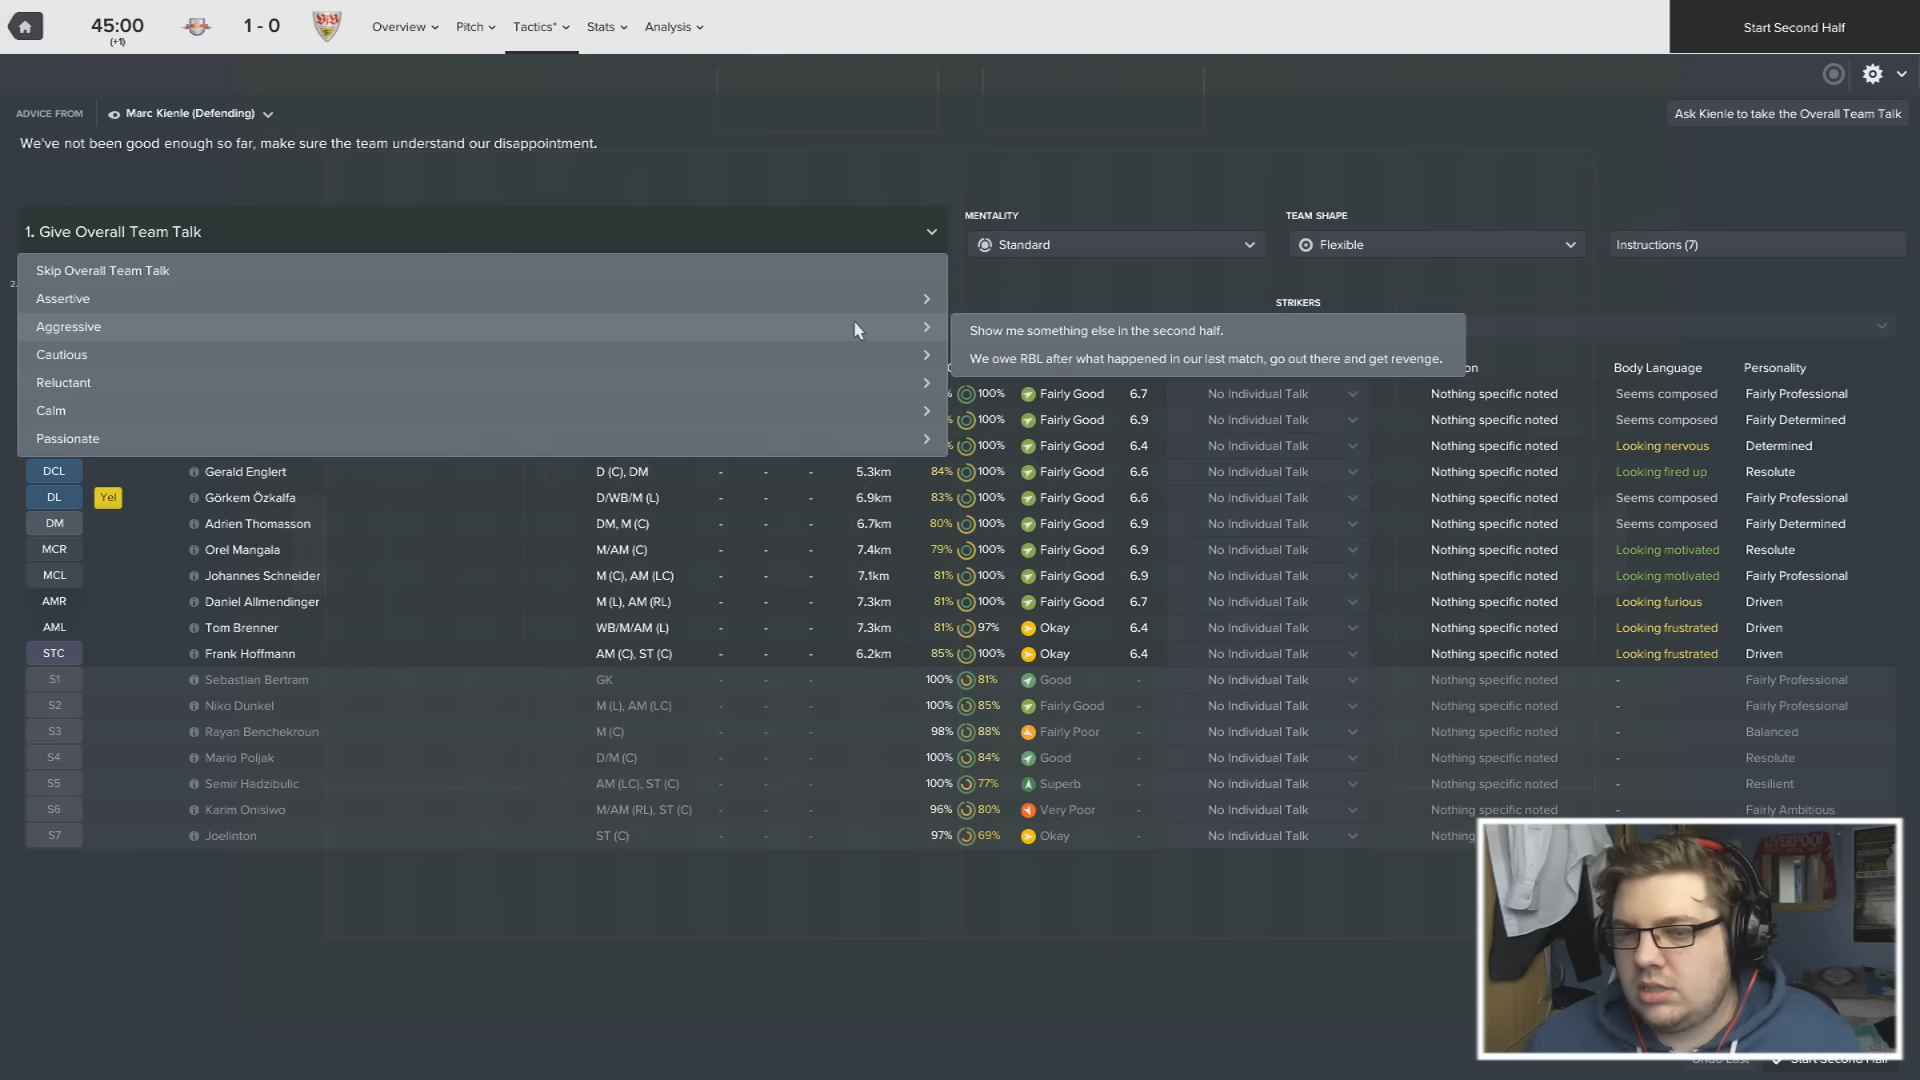 45:00 1 - 0 Overview Pitch Tactics* Stats Analysis Start Second Half
(+1)
ADVICE FROM Marc Kienle (Defending) Ask Kienle to take the Overall Team Talk
We've not been good enough so far, make sure the team understand our disappointment.
MENTALITY TEAM SHAPE
1. Give Overall Team Talk Standard Flexible Instructions (7)
Skip Overall Team Talk
2.
Assertive STRIKERS
Aggressive Show me something else in the second half.
Cautious We owe RBL after what happened in our last match, go out there and get revenge.
Body Language Personality
Reluctant 100% Fairly Good 6.7 No Individual Talk Nothing specific noted Seems composed Fairly Professional
Calm 100% Fairly Good 6.9 No Individual Talk Nothing specific noted Seems composed Fairly Determined
Passionate 100% Fairly Good 6.4 No Individual Talk Nothing specific noted Looking nervous Determined
DCL Gerald Englert D (C), DM - - - 5.3km 84% 100% Fairly Good 6.6 No Individual Talk Nothing specific noted Looking fired up Resolute
DL Yel Görkem Özkalfa D/WB/M (L) - - - 6.9km 83% 100% Fairly Good 6.6 No Individual Talk Nothing specific noted Seems composed Fairly Professional
DM Adrien Thomasson DM, M (C) - - - 6.7km 80% 100% Fairly Good 6.9 No Individual Talk Nothing specific noted Seems composed Fairly Determined
MCR Orel Mangala M/AM (C) - - - 7.4km 79% 100% Fairly Good 6.9 No Individual Talk Nothing specific noted Looking motivated Resolute
MCL Johannes Schneider M (C), AM (LC) - - - 7.1km 81% 100% Fairly Good 6.9 No Individual Talk Nothing specific noted Looking motivated Fairly Professional
AMR Daniel Allmendinger M (L), AM (RL) - - - 7.3km 81% 100% Fairly Good 6.7 No Individual Talk Nothing specific noted Looking furious Driven
AML Tom Brenner WB/M/AM (L) - - - 7.3km 81% 97% Okay 6.4 No Individual Talk Nothing specific noted Looking frustrated Driven
STC Frank Hoffmann AM (C), ST (C) - - - 6.2km 85% 100% Okay 6.4 No Individual Talk Nothing specific noted Looking frustrated Driven
S1 Sebastian Bertram GK - - - 100% 81% Good - No Individual Talk Nothing specific noted - Fairly Professional
S2 Niko Dunkel M (L), AM (LC) - - - 100% 85% Fairly Good - No Individual Talk Nothing specific noted - Fairly Professional
S3 Rayan Benchekroun M (C) - - - 98% 88% Fairly Poor - No Individual Talk Nothing specific noted - Balanced
S4 Mario Poljak D/M (C) - - - 100% 84% Good - No Individual Talk Nothing specific noted - Resolute
S5 Semir Hadzibulic AM (LC), ST (C) - - - 100% 77% Superb - No Individual Talk Nothing specific noted - Resilient
S6 Karim Onisiwo M/AM (RL), ST (C) - - - 96% 80% Very Poor - No Individual Talk Nothing specific noted - Fairly Ambitious
S7 Joelinton ST (C) - - - 97% 69% Okay - No Individual Talk Nothing
LIVERPOOL
Start Second Half